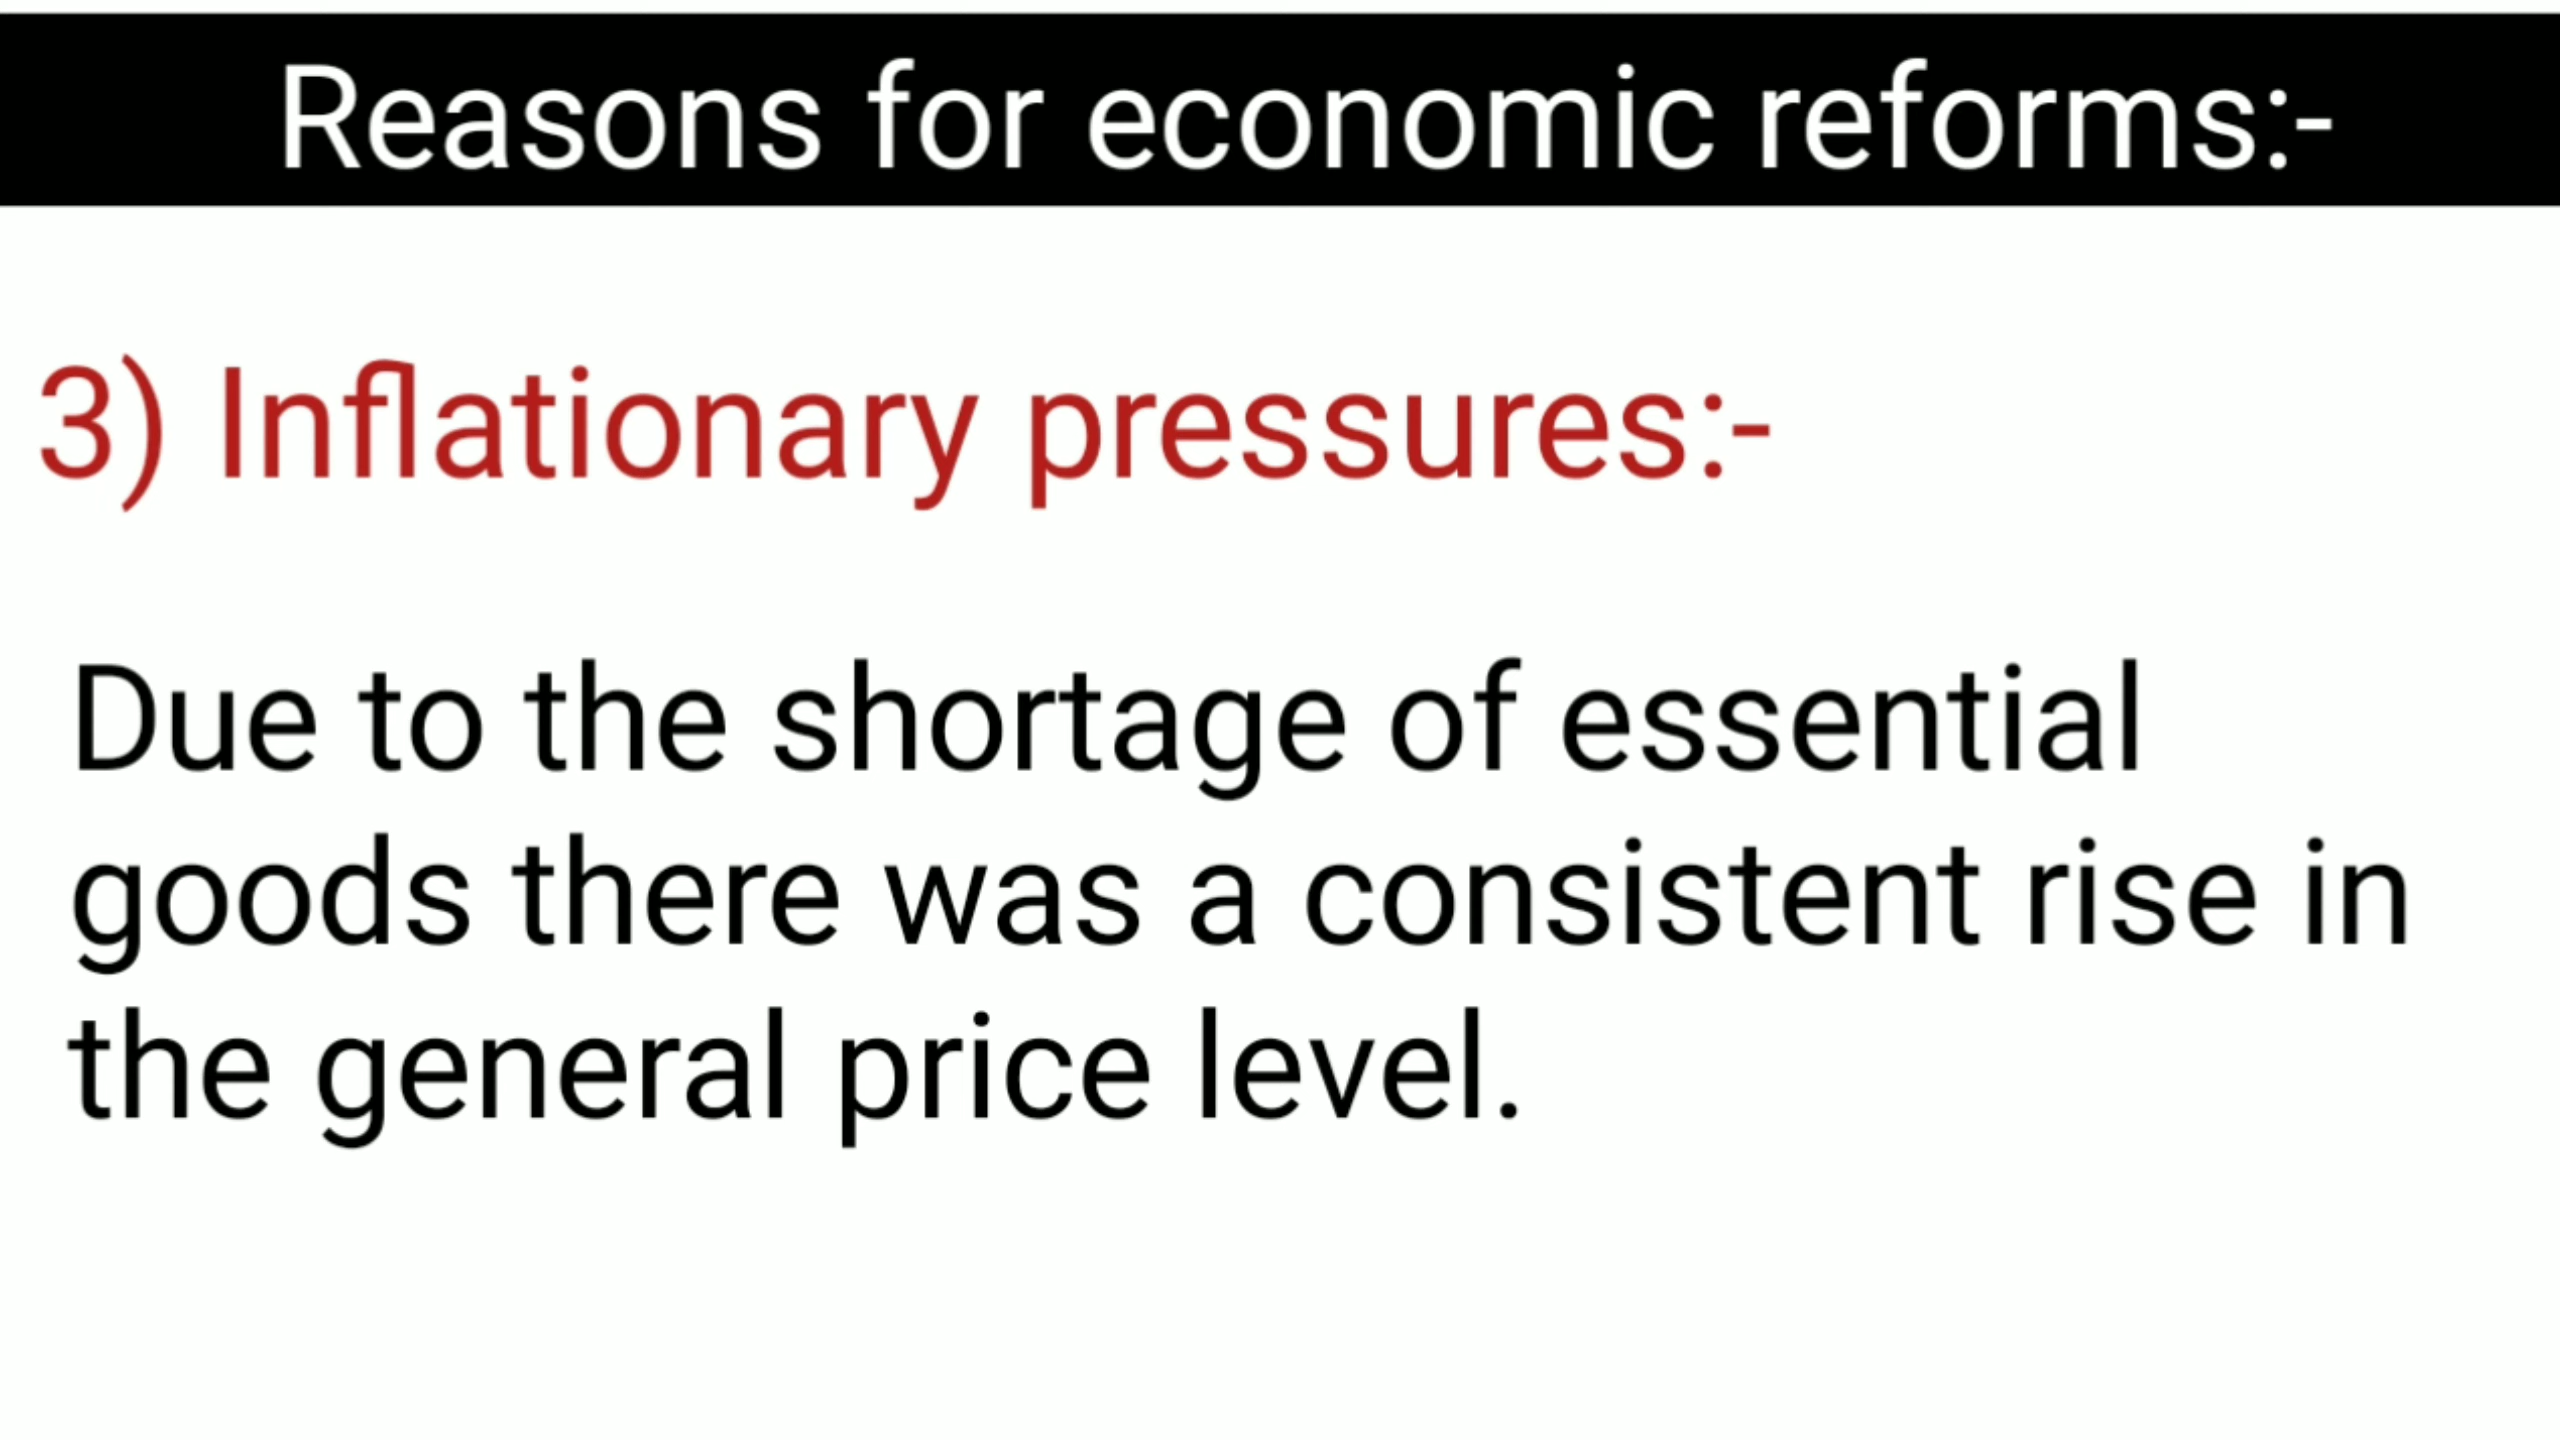 Reasons for economic reforms:-
3) Inflationary pressures:-
Due to the shortage of essential
goods there was a consistent rise in
the general price level.